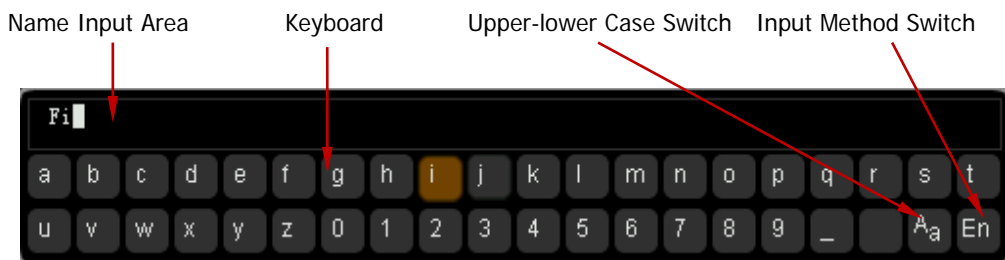 Name Input Area Keyboard Upper-lower Case Switch Input Method Switch
Fi
a b c d e f g h i j k l m n o p q r s t
u v w x y z 0 1 2 3 4 5 6 7 8 9 _ Aa En